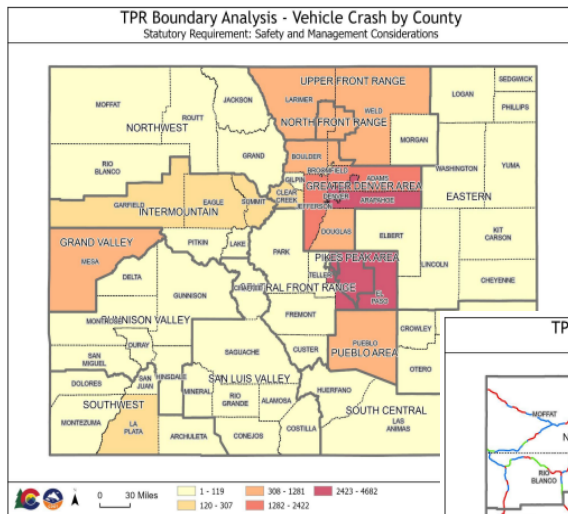 TPR Boundary Analysis - Vehicle Crash by County
Statutory Requirement: Safety and Management Considerations
UPPER FRONT RANGE
SEDGWICK
LOGAN
PHILLIPS
MOFFAT
JACKSON
LARIMER
WELD
ROUTT
NORTH FRONT RANGE
NORTHWEST
MORGAN
GRAND
BOULDER
RIO BLANCO
BROOMFIELD
WASHINGTON
YUMA
GILPIN
ADAMS
EAGLE
SUMMIT
CLEAR CREEK
DENVER
GREATER DENVER AREA
GARFIELD
ARAPAHOE
EASTERN
INTERMOUNTAIN
JEFFERSON
DOUGLAS
ELBERT
KIT CARSON
GRAND VALLEY
PITKIN
LAKE
PARK
MESA
LINCOLN
DELTA
PIKES PEAK AREA
TELLER
CHEYENNE
GUNNISON
CENTRAL FRONT RANGE
EL PASO
FREMONT
GUNNISON VALLEY
CROWLEY
OURAY
SAGUACHE
CUSTER
PUEBLO
PUEBLO AREA
SAN MIGUEL
OTERO
SAN JUAN
HINSDALE
DOLORES
SAN LUIS VALLEY
HUERFANO
MINERAL
RIO GRANDE
ALAMOSA
SOUTHWEST
SOUTH CENTRAL
MONTEZUMA
LA PLATA
ARCHULETA
CONEJOS
COSTILLA
LAS ANIMAS
0 30 Miles
1 - 119
308 - 1281
2423 - 4682
120 - 307
1282 - 2422
TP
MOFFAT
N
RIO BLANCO